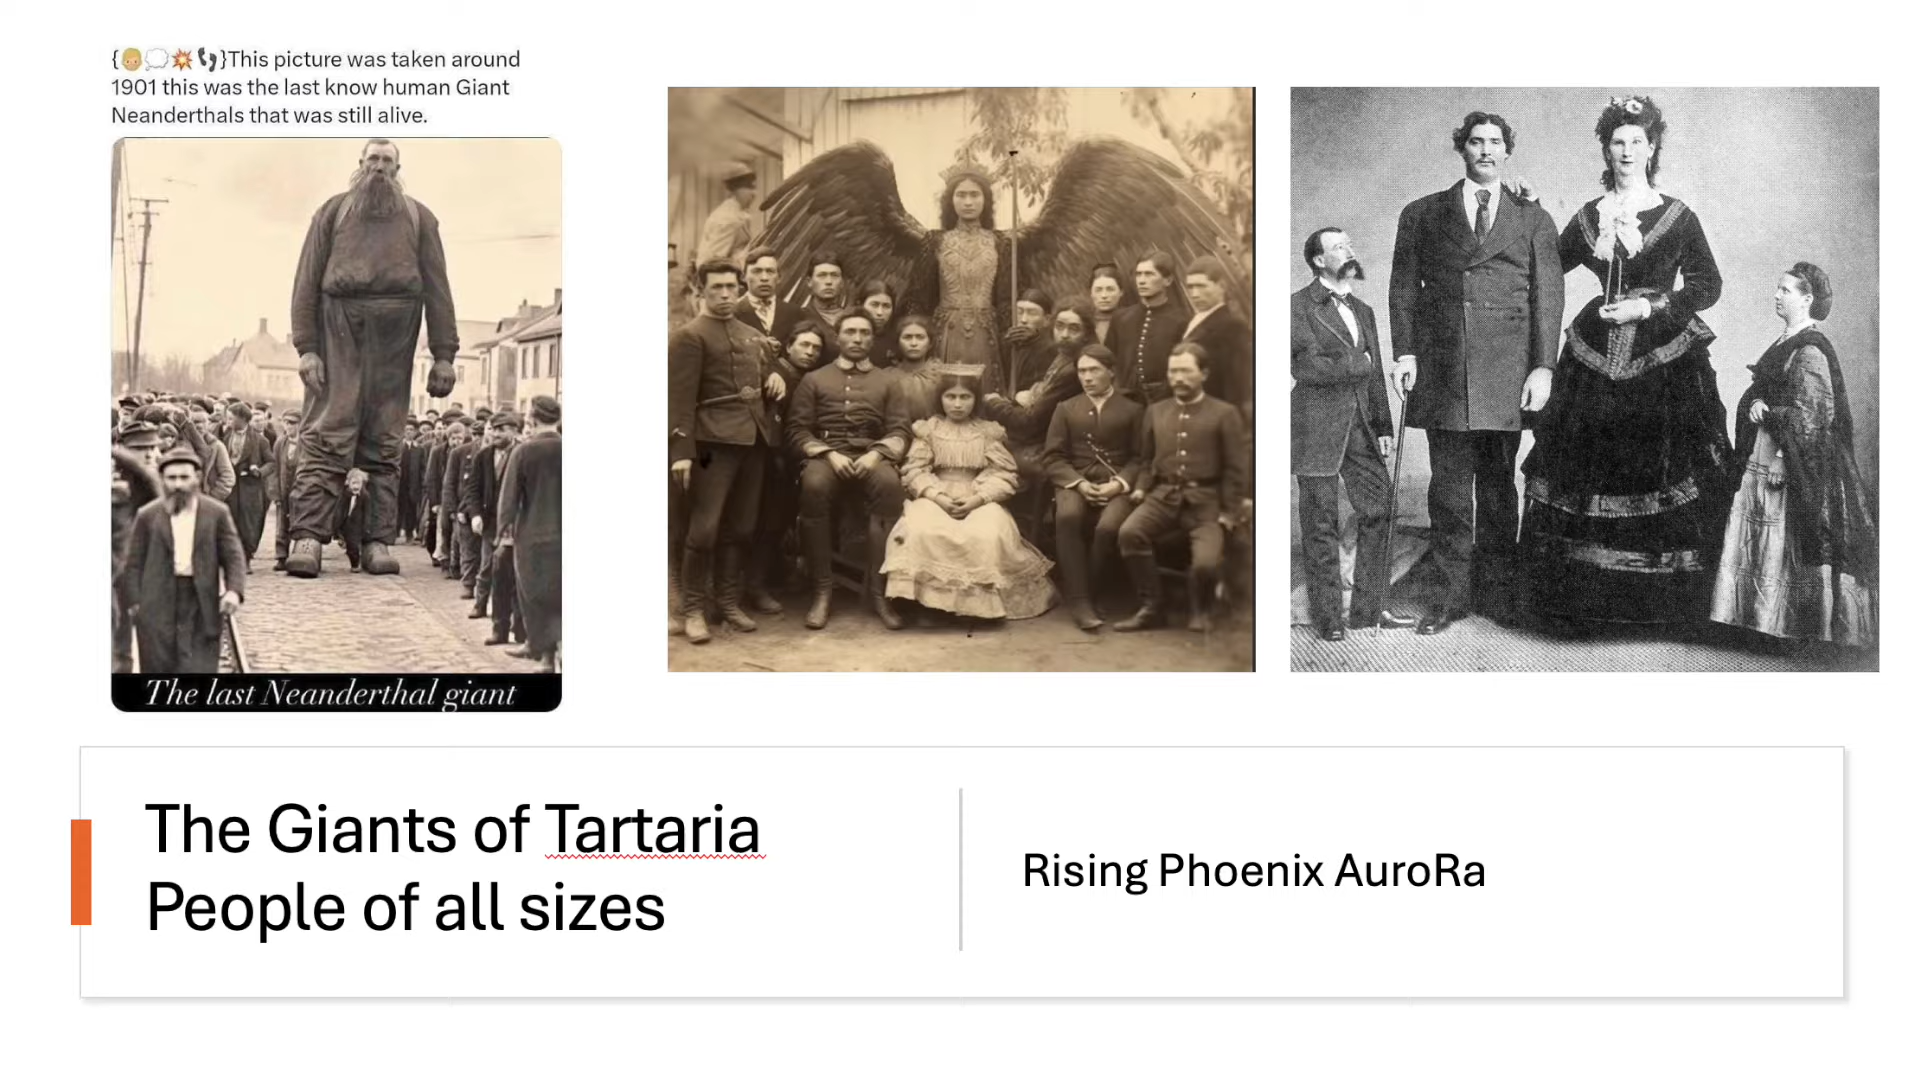 {👦🏼💭💥👣}This picture was taken around
1901 this was the last know human Giant
Neanderthals that was still alive.
The last Neanderthal giant
The Giants of Tartaria
People of all sizes
Rising Phoenix AuroRa